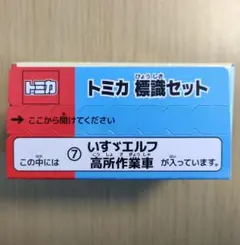 トミカ
ひょうしき
トミカ 標識セット
→ ここから開けてください
この中には ⑦ いすゞエルフ
こうしょさぎょうしゃ
高所作業車 が入っています。